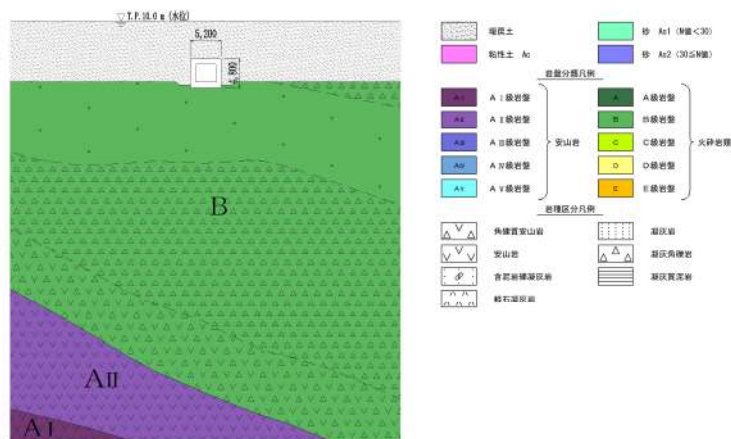 T.P.10.0 m (水位)
5,200
4,800
B
AⅡ
AⅠ
埋戻土
砂 As1 (N値<30)
粘性土 Ac
砂 As2 (30≦N値)
岩盤分類凡例
AⅠ AⅠ級岩盤
A A級岩盤
AⅡ AⅡ級岩盤
B B級岩盤
AⅢ AⅢ級岩盤
安山岩
C C級岩盤
火砕岩類
AⅣ AⅣ級岩盤
D D級岩盤
AⅤ AⅤ級岩盤
E E級岩盤
岩種区分凡例
角礫質安山岩
凝灰岩
安山岩
凝灰角礫岩
含泥岩礫凝灰岩
凝灰質泥岩
軽石凝灰岩